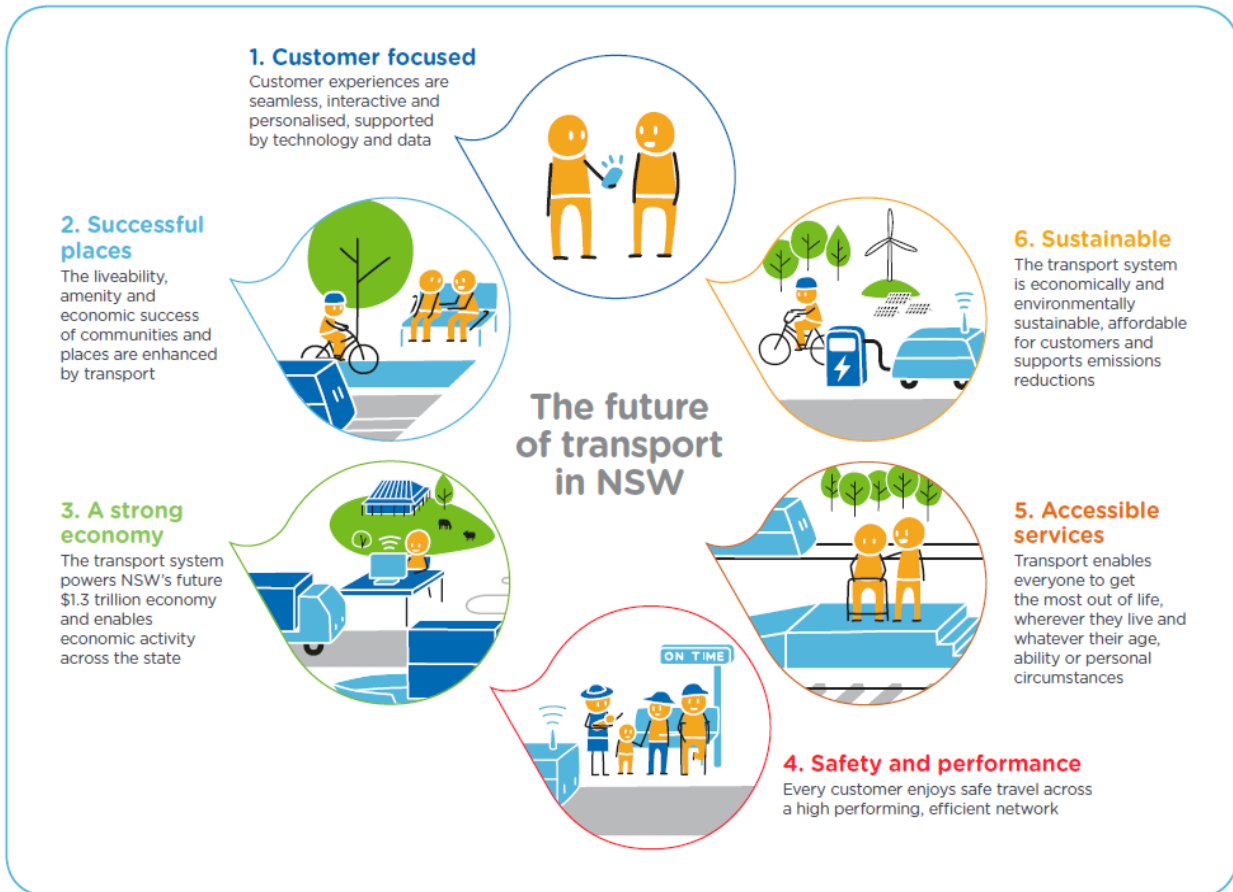 1. Customer focused
Customer experiences are
seamless, interactive and
personalised, supported
by technology and data
2. Successful
places
The liveability,
amenity and
economic success
of communities and
places are enhanced
by transport
3. A strong
economy
The transport system
powers NSW's future
$1.3 trillion economy
and enables
economic activity
across the state
The future
of transport
in NSW
ON TIME
4. Safety and performance
Every customer enjoys safe travel across
a high performing, efficient network
5. Accessible
services
Transport enables
everyone to get
the most out of life,
wherever they live and
whatever their age,
ability or personal
circumstances
6. Sustainable
The transport system
is economically and
environmentally
sustainable, affordable
for customers and
supports emissions
reductions